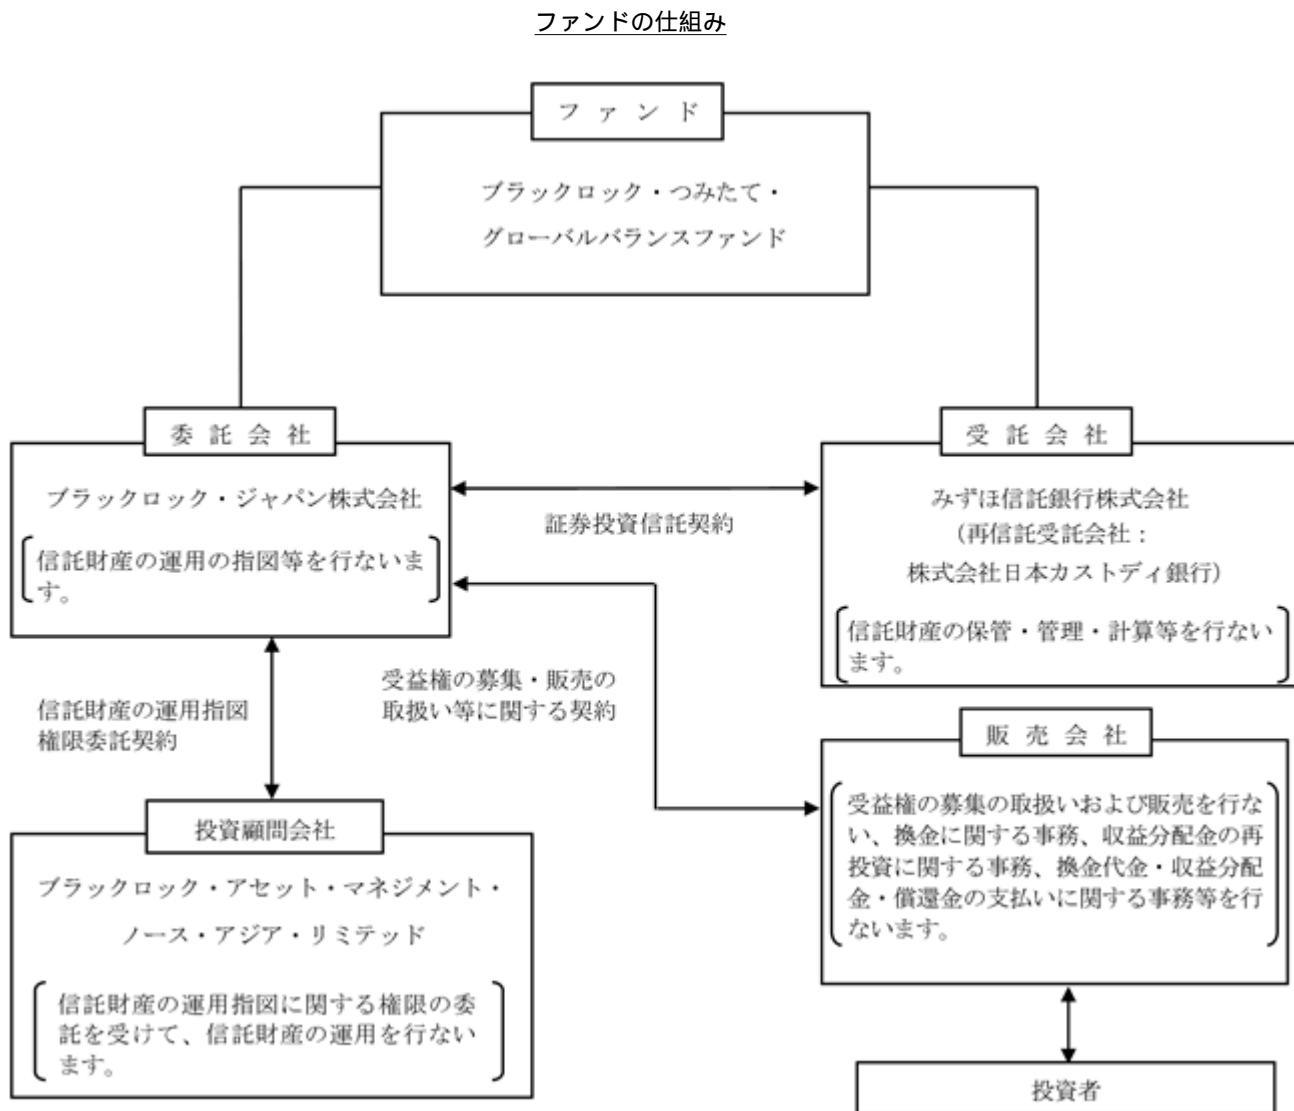 ファンドの仕組み
ファンド
ブラックロック・つみたて・
グローバルバランスファンド
委託会社
ブラックロック・ジャパン株式会社
信託財産の運用の指図等を行ないま
す。
証券投資信託契約
受託会社
みずほ信託銀行株式会社
(再信託受託会社：
株式会社日本カストディ銀行)
信託財産の保管・管理・計算等を行ない
ます。
信託財産の運用指図
権限委託契約
受益権の募集・販売の
取扱い等に関する契約
販売会社
受益権の募集の取扱いおよび販売を行な
い、換金に関する事務、収益分配金の再
投資に関する事務、換金代金・収益分配
金・償還金の支払いに関する事務等を行
ないます。
投資顧問会社
ブラックロック・アセット・マネジメント・
ノース・アジア・リミテッド
信託財産の運用指図に関する権限の委
託を受けて、信託財産の運用を行ない
ます。
投資者